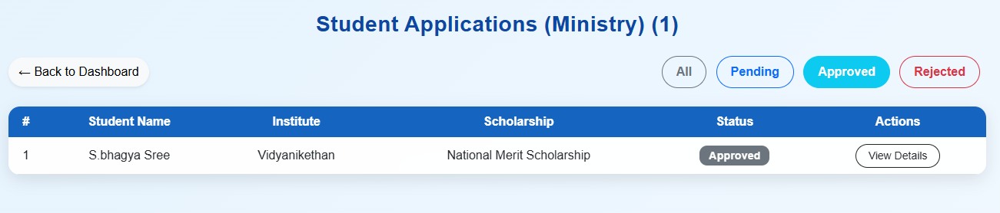 Student Applications (Ministry) (1)
← Back to Dashboard All Pending Approved Rejected
# Student Name Institute Scholarship Status Actions
1 S.bhagya Sree Vidyanikethan National Merit Scholarship Approved View Details